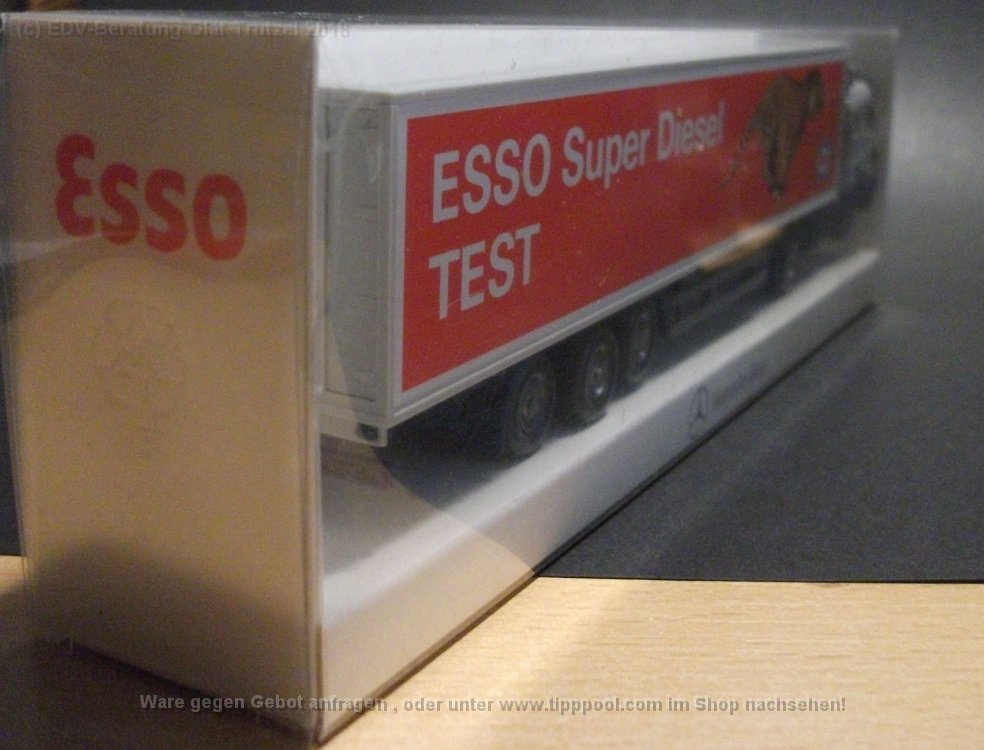 (c) EDV-Beratung Olaf Trutzel 2018
Esso
ESSO Super Diesel
TEST
Ware gegen Gebot anfragen , oder unter www.tipppool.com im Shop nachsehen!